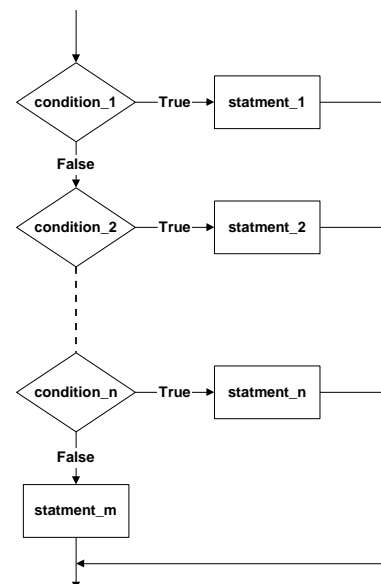 condition_1
True
statment_1
False
condition_2
True
statment_2
condition_n
True
statment_n
False
statment_m